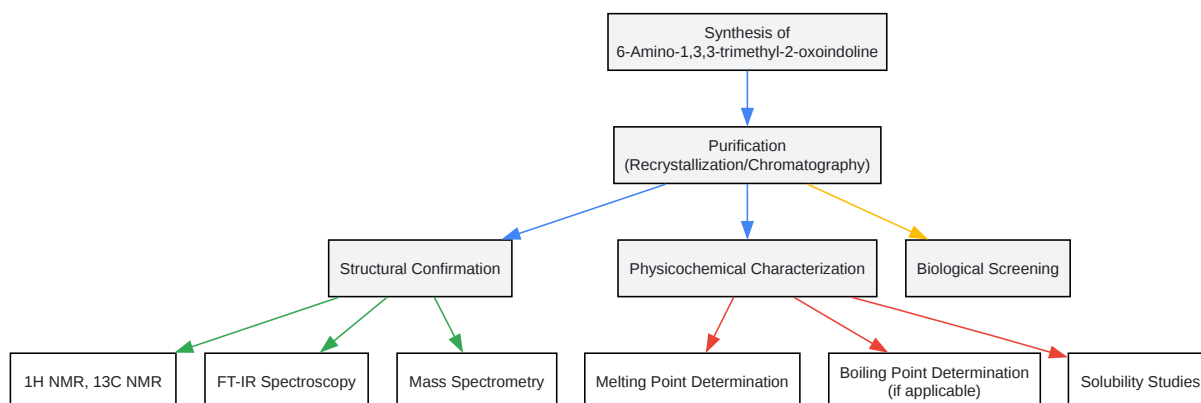 Synthesis of
6-Amino-1,3,3-trimethyl-2-oxoindoline
Purification
(Recrystallization/Chromatography)
Structural Confirmation
Physicochemical Characterization
Biological Screening
1H NMR, 13C NMR
FT-IR Spectroscopy
Mass Spectrometry
Melting Point Determination
Boiling Point Determination
(if applicable)
Solubility Studies